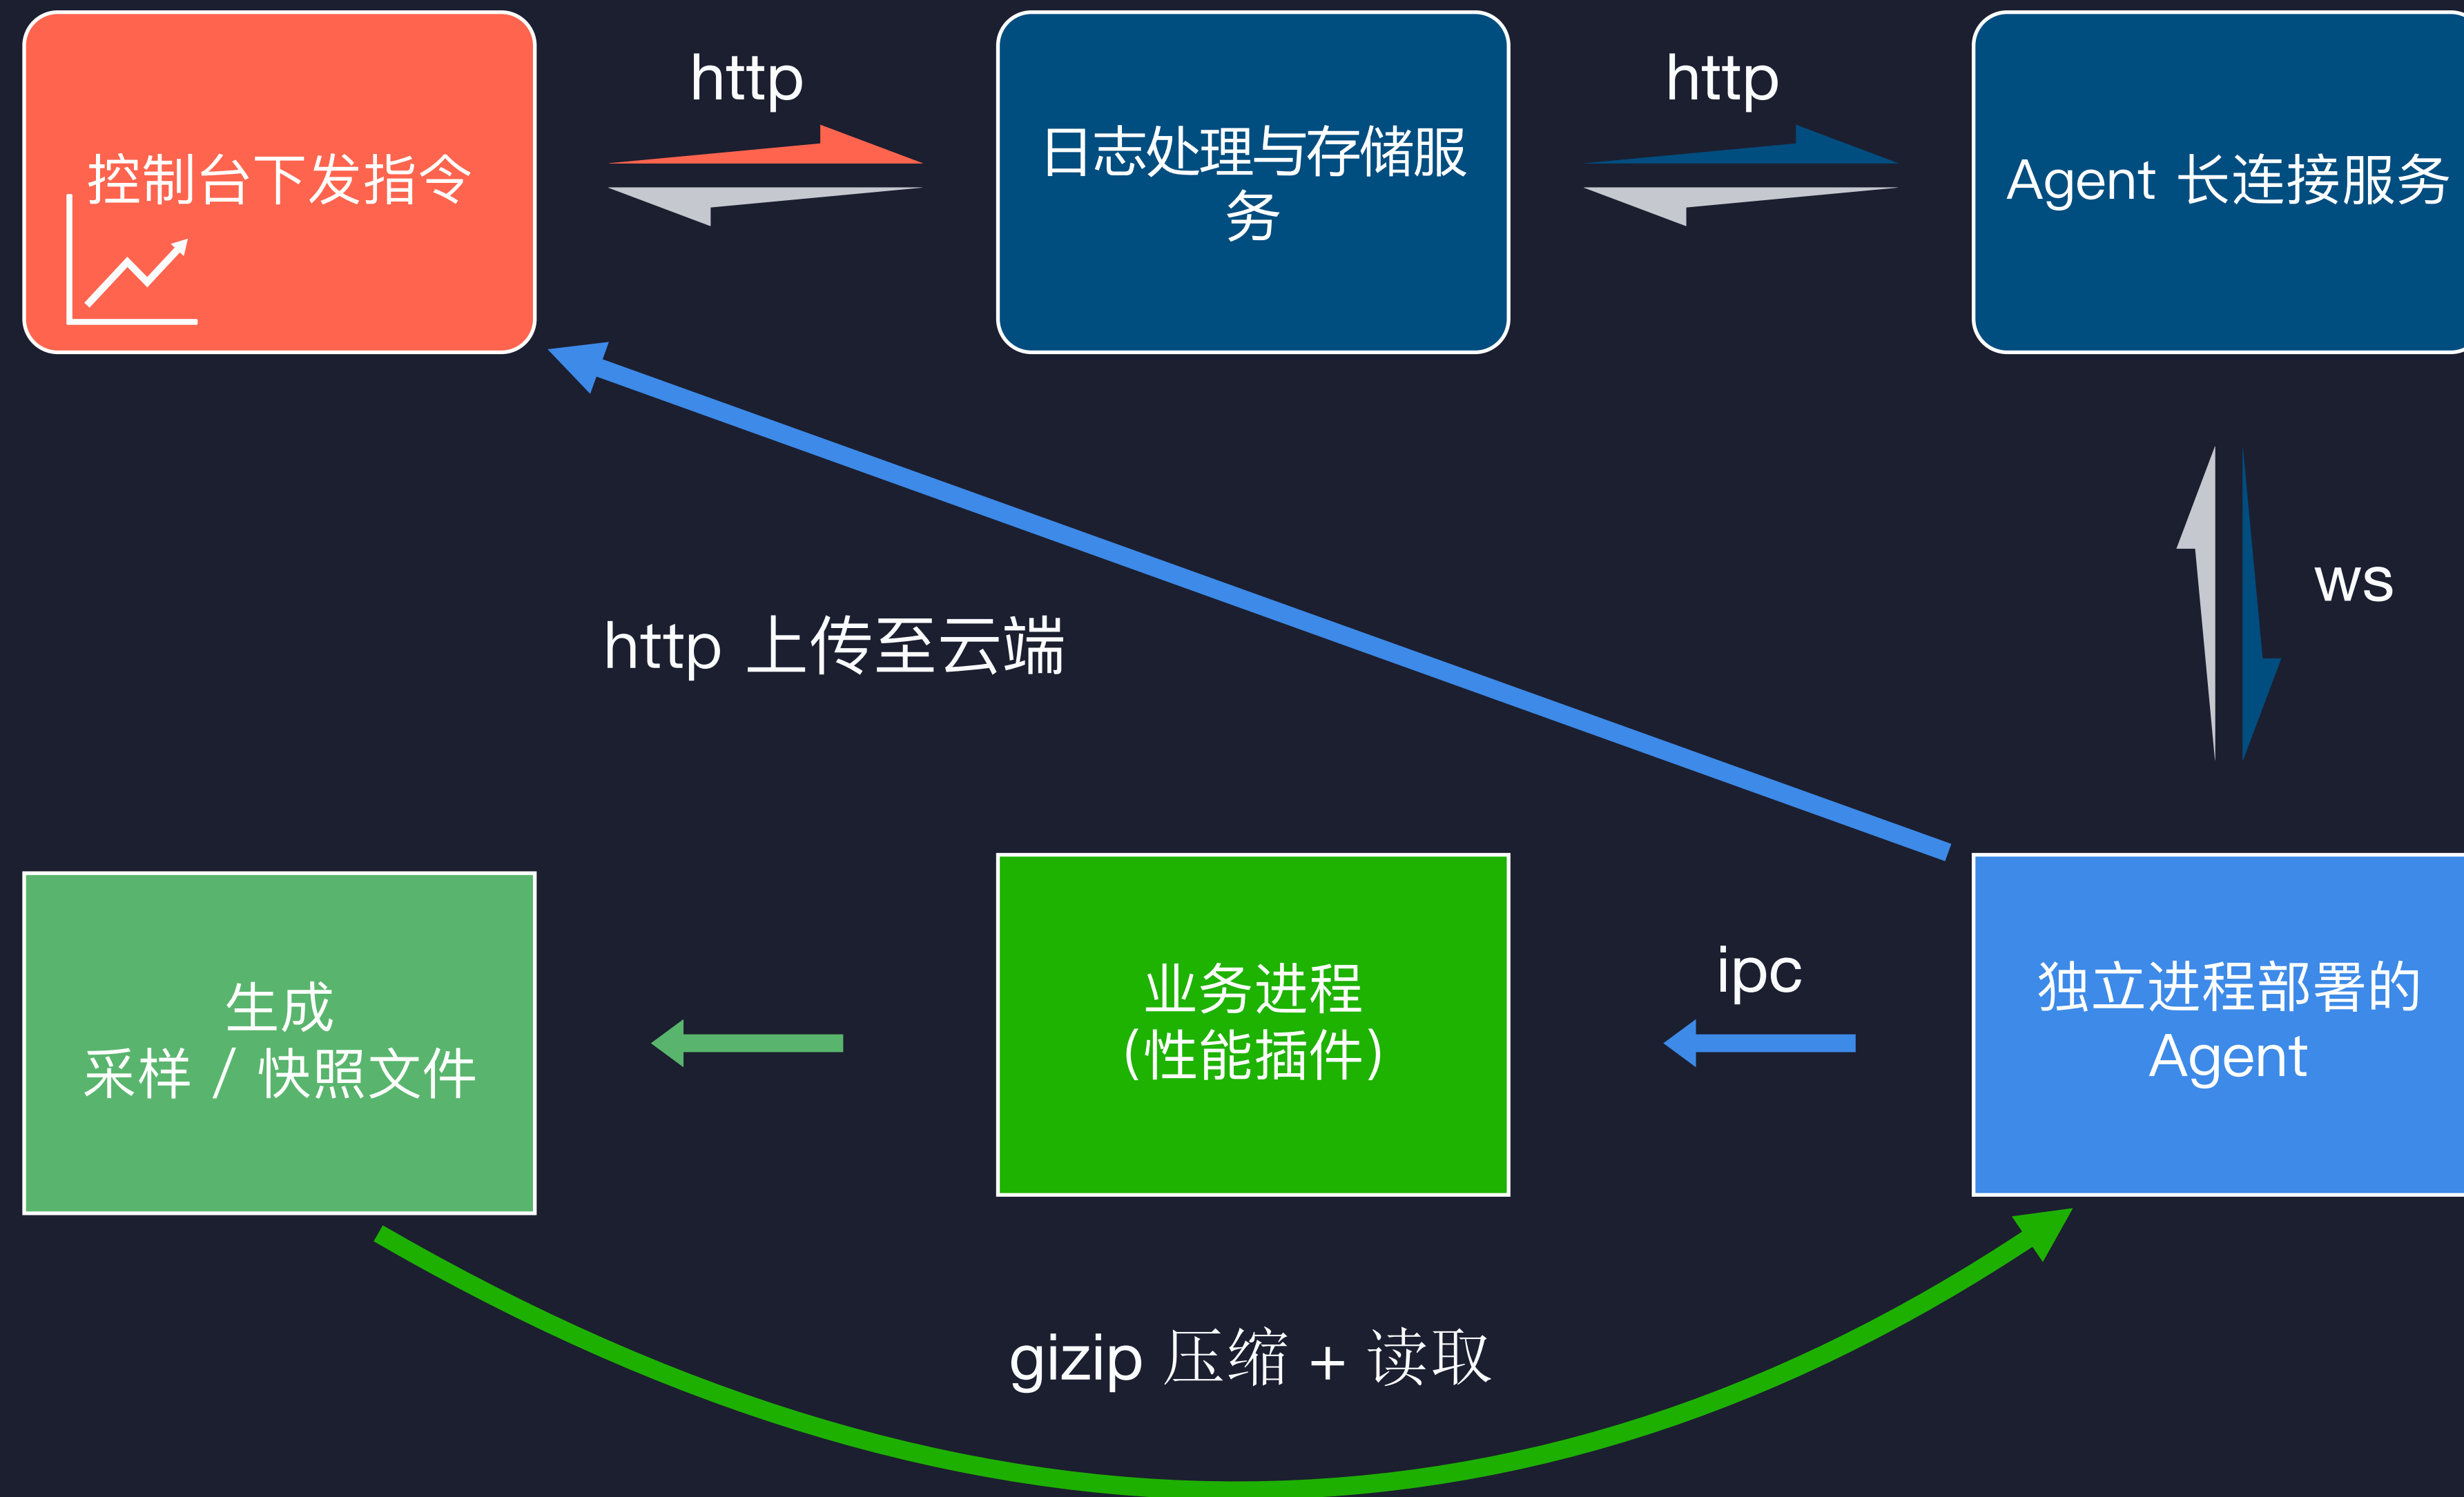 控制台下发指令
http
日志处理与存储服
务
http
Agent 长连接服务
ws
http 上传至云端
生成
采样 / 快照文件
业务进程
(性能插件)
ipc
独立进程部署的
Agent
gizip 压缩 + 读取